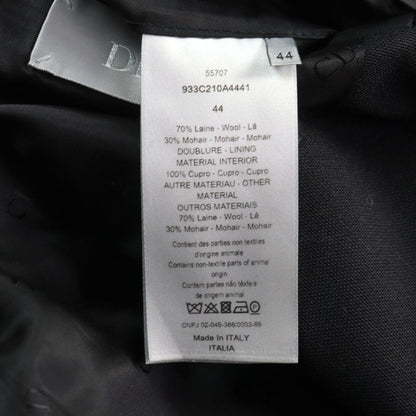 DI
44
55707
933C210A4441
44
70% Laine - Wool - Lã
30% Mohair - Mohair - Mohair
DOUBLURE - LINING
MATERIAL INTERIOR
100% Cupro - Cupro - Cupro
AUTRE MATERIAU - OTHER
MATERIAL
OUTROS MATERIAIS
70% Laine - Wool - Lã
30% Mohair - Mohair - Mohair
Contient des parties non textiles
d'origine animale
Contains non-textile parts of animal
origin
Contém partes não têxteis
de origem animal
CNPJ 02-046-366/0003-99
Made in ITALY
ITALIA